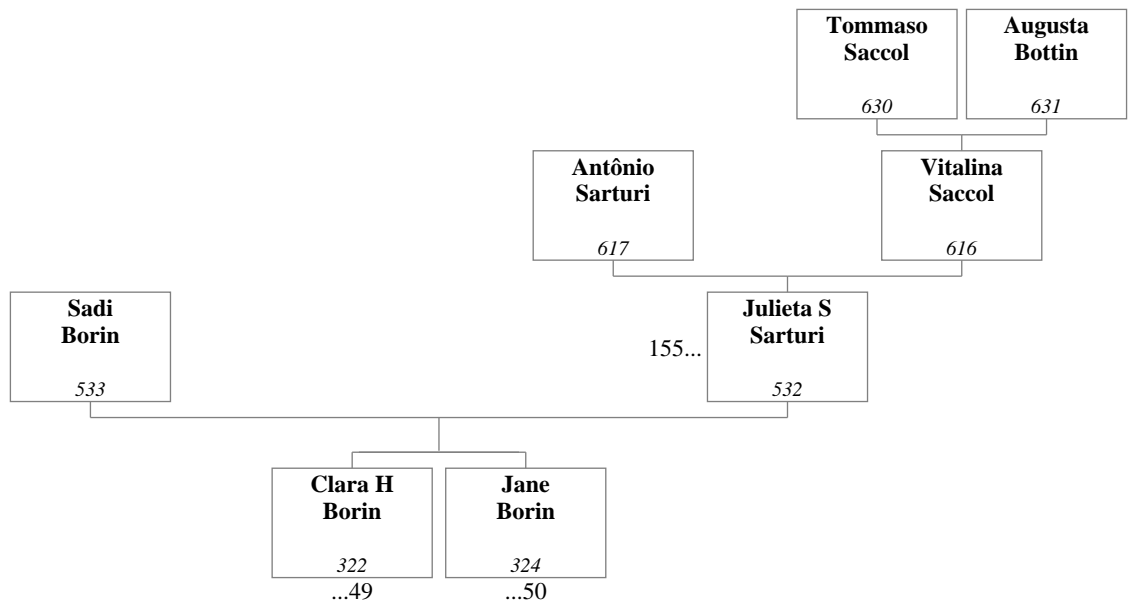 Tommaso
Saccol
630
Augusta
Bottin
631
Antônio
Sarturi
617
Vitalina
Saccol
616
Sadi
Borin
533
155...
Julieta S
Sarturi
532
Clara H
Borin
322
...49
Jane
Borin
324
...50